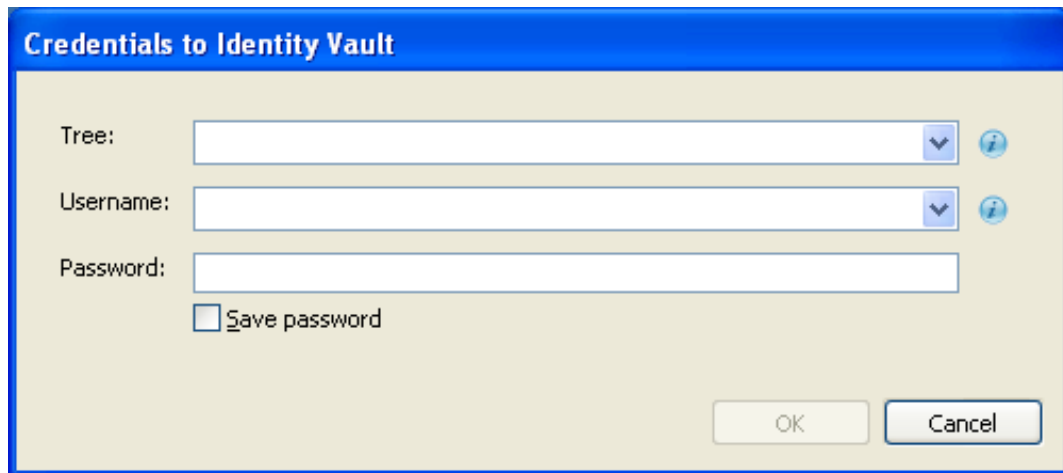 Credentials to Identity Vault
Tree:
Username:
Password:
Save password
OK
Cancel